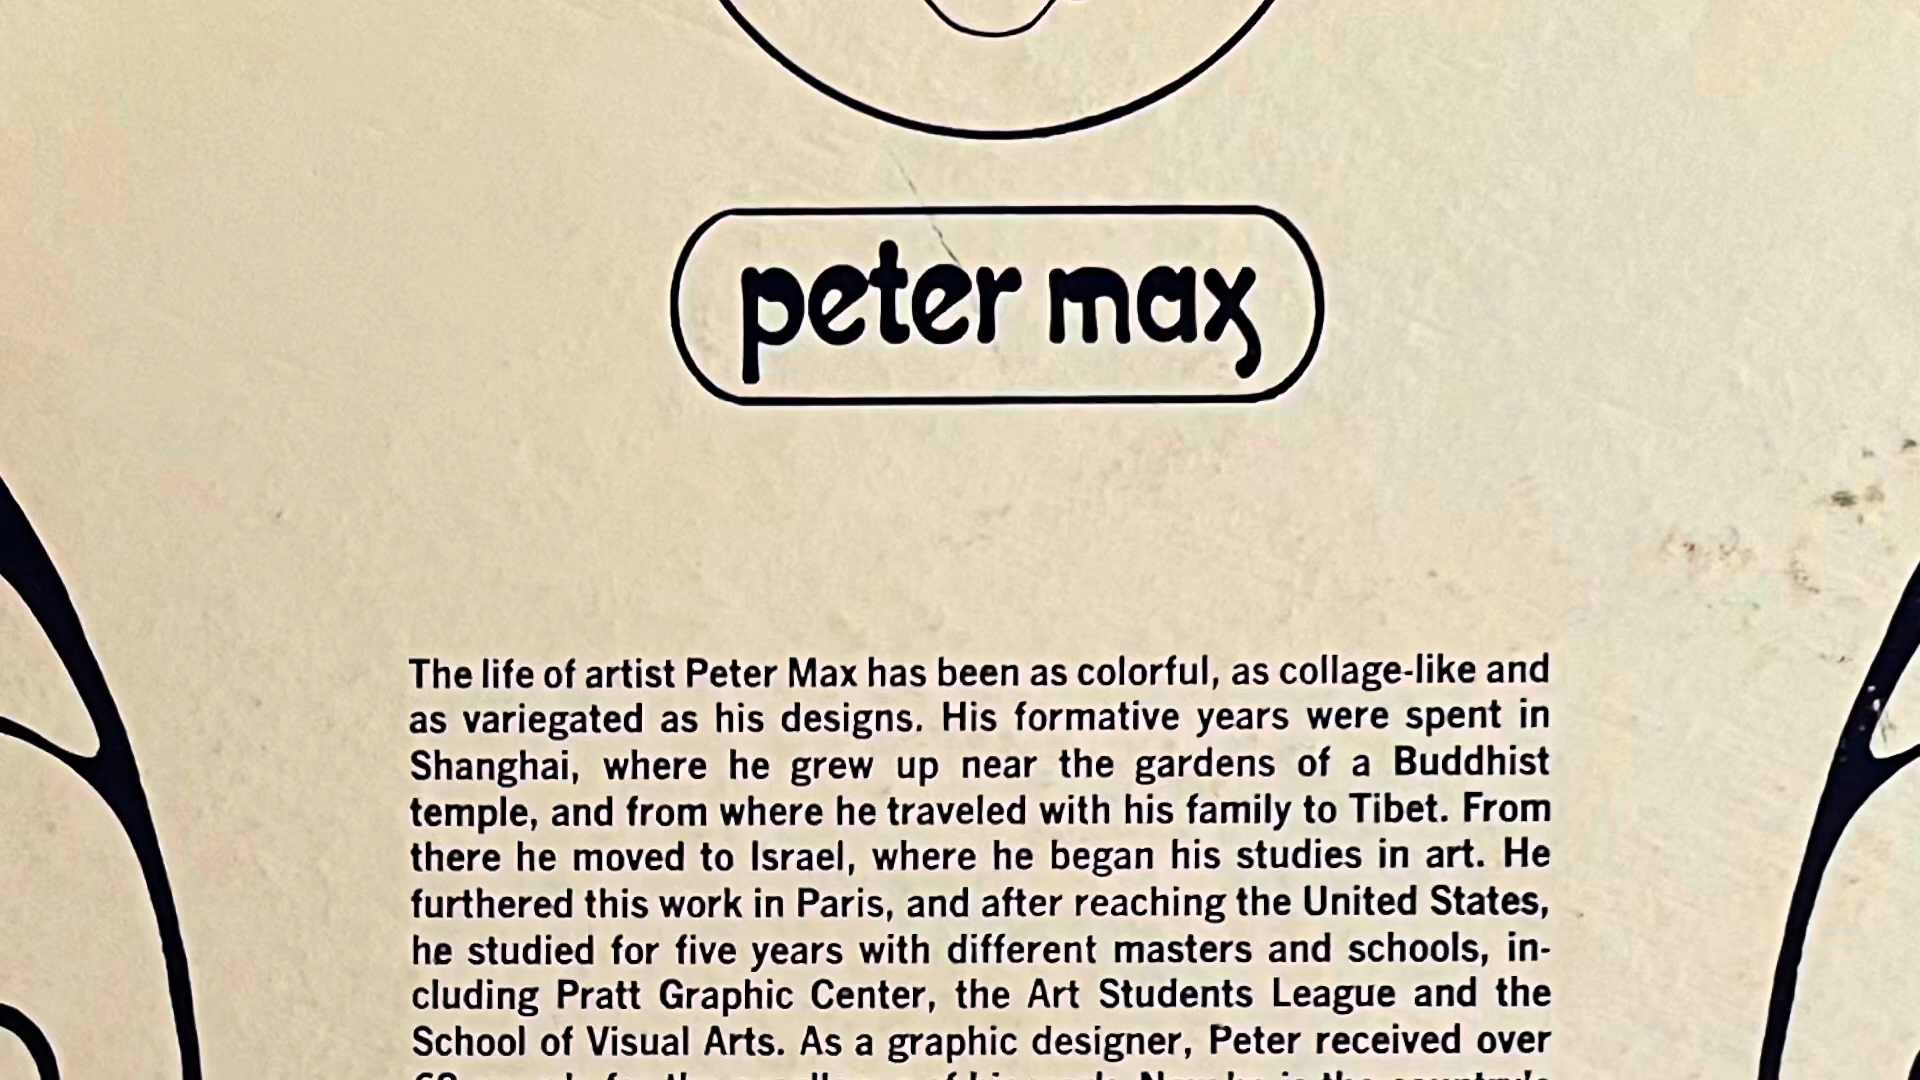 peter max
The life of artist Peter Max has been as colorful, as collage-like and
as variegated as his designs. His formative years were spent in
Shanghai, where he grew up near the gardens of a Buddhist
temple, and from where he traveled with his family to Tibet. From
there he moved to Israel, where he began his studies in art. He
furthered this work in Paris, and after reaching the United States,
he studied for five years with different masters and schools, in-
cluding Pratt Graphic Center, the Art Students League and the
School of Visual Arts. As a graphic designer, Peter received over